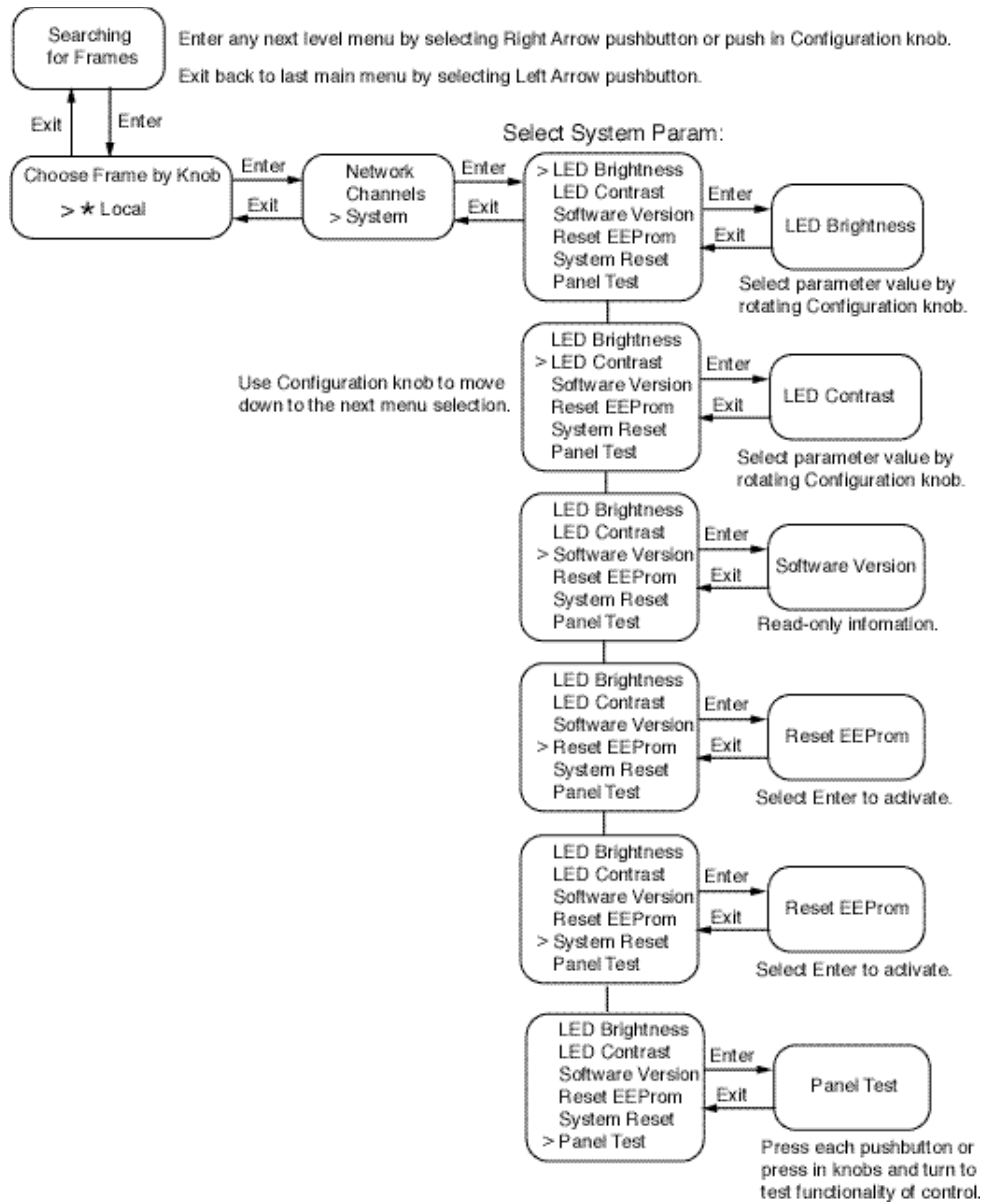 Searching
for Frames
Enter any next level menu by selecting Right Arrow pushbutton or push in Configuration knob.
Exit back to last main menu by selecting Left Arrow pushbutton.
Exit
Enter
Select System Param:
Choose Frame by Knob
> * Local
Enter
Exit
Network
Channels
> System
Enter
Exit
> LED Brightness
LED Contrast
Software Version
Reset EEProm
System Reset
Panel Test
Enter
Exit
LED Brightness
Select parameter value by
rotating Configuration knob.
Use Configuration knob to move
down to the next menu selection.
LED Brightness
> LED Contrast
Software Version
Reset EEProm
System Reset
Panel Test
Enter
Exit
LED Contrast
Select parameter value by
rotating Configuration knob.
LED Brightness
LED Contrast
> Software Version
Reset EEProm
System Reset
Panel Test
Enter
Exit
Software Version
Read-only infomation.
LED Brightness
LED Contrast
Software Version
> Reset EEProm
System Reset
Panel Test
Enter
Exit
Reset EEProm
Select Enter to activate.
LED Brightness
LED Contrast
Software Version
Reset EEProm
> System Reset
Panel Test
Enter
Exit
Reset EEProm
Select Enter to activate.
LED Brightness
LED Contrast
Software Version
Reset EEProm
System Reset
> Panel Test
Enter
Exit
Panel Test
Press each pushbutton or
press in knobs and turn to
test functionality of control.